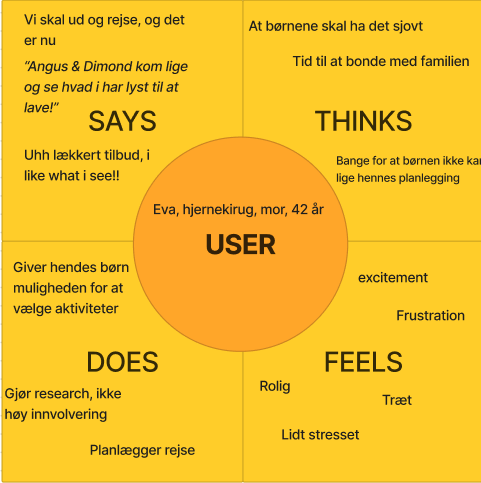 Vi skal ud og rejse, og det
er nu
“Angus & Dimond kom lige
og se hvad i har lyst til at
lave!”
SAYS
Uhh lækkert tilbud, i
like what i see!!
At børnene skal ha det sjovt
Tid til at bonde med familien
THINKS
Bange for at børnen ikke kan
lige hennes planlegging
Eva, hjernekirug, mor, 42 år
USER
Giver hendes børn
muligheden for at
vælge aktiviteter
DOES
Gjør research, ikke
høy innvolvering
Planlægger rejse
excitement
Frustration
FEELS
Rolig
Træt
Lidt stresset